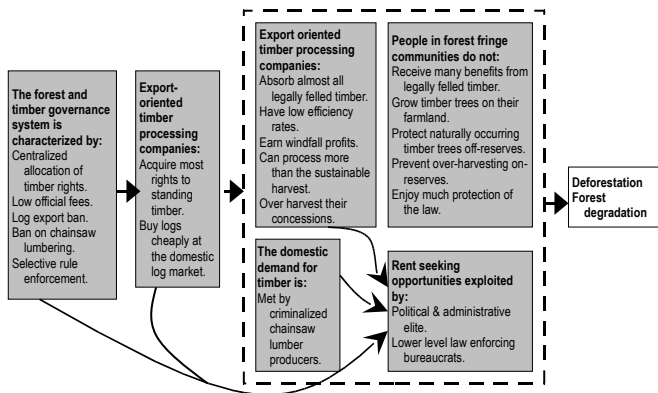 The forest and
timber governance
system is
characterized by:
Centralized
allocation of
timber rights.
Low official fees.
Log export ban.
Ban on chainsaw
lumbering.
Selective rule
enforcement.
Export-
oriented
timber
processing
companies:
Acquire most
rights to
standing
timber.
Buy logs
cheaply at
the domestic
log market.
Export oriented
timber processing
companies:
Absorb almost all
legally felled timber.
Have low efficiency
rates.
Earn windfall profits.
Can process more
than the sustainable
harvest.
Over harvest their
concessions.
People in forest fringe
communities do not:
Receive many benefits from
legally felled timber.
Grow timber trees on their
farmland.
Protect naturally occurring
timber trees off-reserves.
Prevent over-harvesting on-
reserves.
Enjoy much protection of
the law.
The domestic
demand for
timber is:
Met by
criminalized
chainsaw
lumber
producers.
Rent seeking
opportunities exploited
by:
Political & administrative
elite.
Lower level law enforcing
bureaucrats.
Deforestation
Forest
degradation